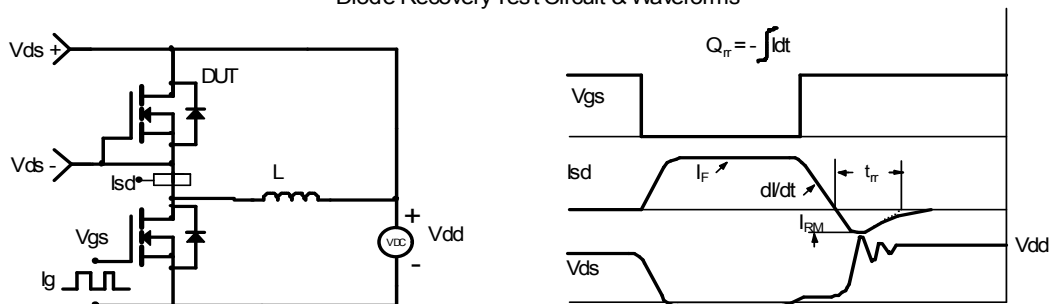 Diode Recovery Test Circuit & Waveforms
Vds +
DUT
Vds -
Isd
L
Vgs
Ig
+
VDC
-
Vdd
Qrr = - ∫Idt
Vgs
Isd
IF
dI/dt
trr
IRM
Vdd
Vds